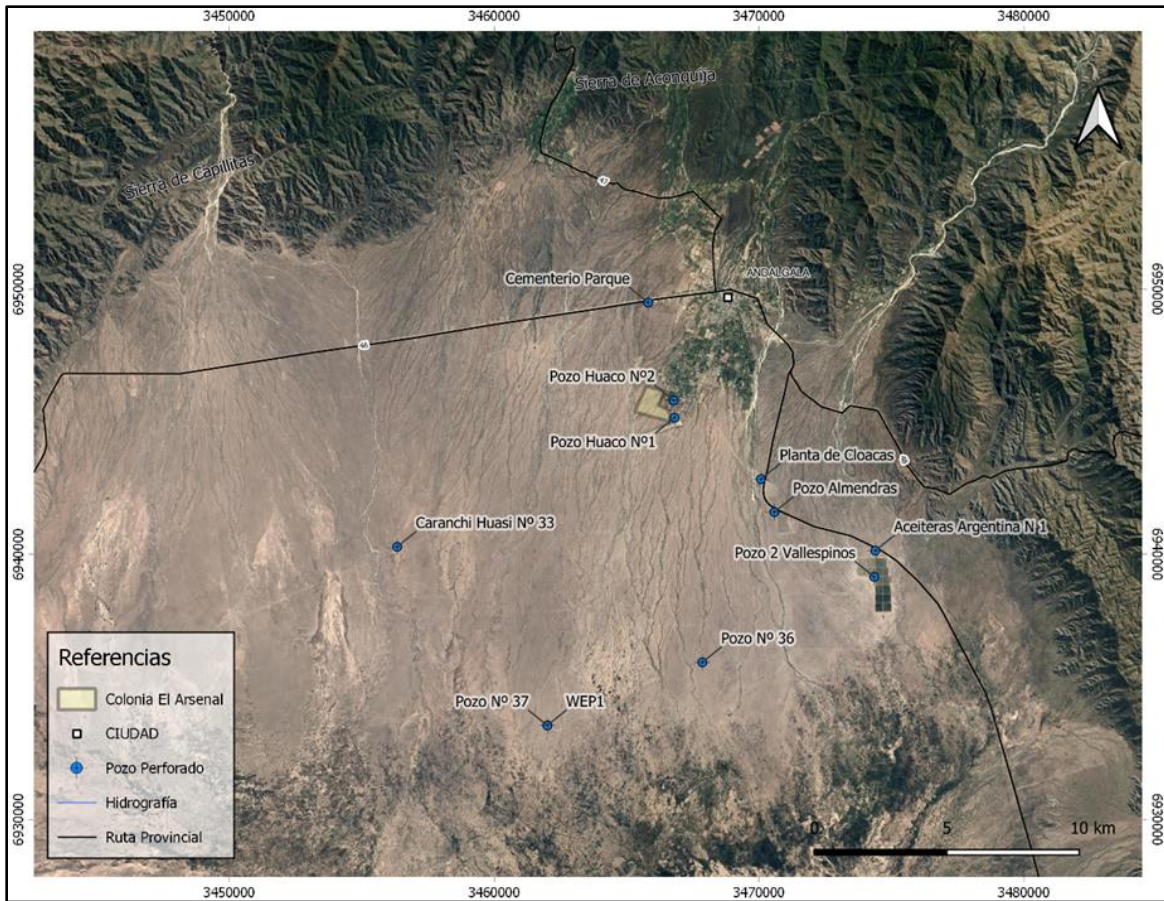 3450000
3460000
3470000
3480000
Sierra de Aconquija
Sierra de Capillitas
47
ANDALGALA
6950000
6950000
Cementerio Parque
46
Pozo Huaco Nº2
Pozo Huaco Nº1
Planta de Cloacas
Pozo Almendras
Caranchi Huasi Nº 33
Aceiteras Argentina N 1
6940000
6940000
Pozo 2 Vallespinos
Pozo Nº 36
Pozo Nº 37
WEP1
Referencias
Colonia El Arsenal
CIUDAD
Pozo Perforado
Hidrografía
Ruta Provincial
6930000
6930000
0
5
10 km
3450000
3460000
3470000
3480000